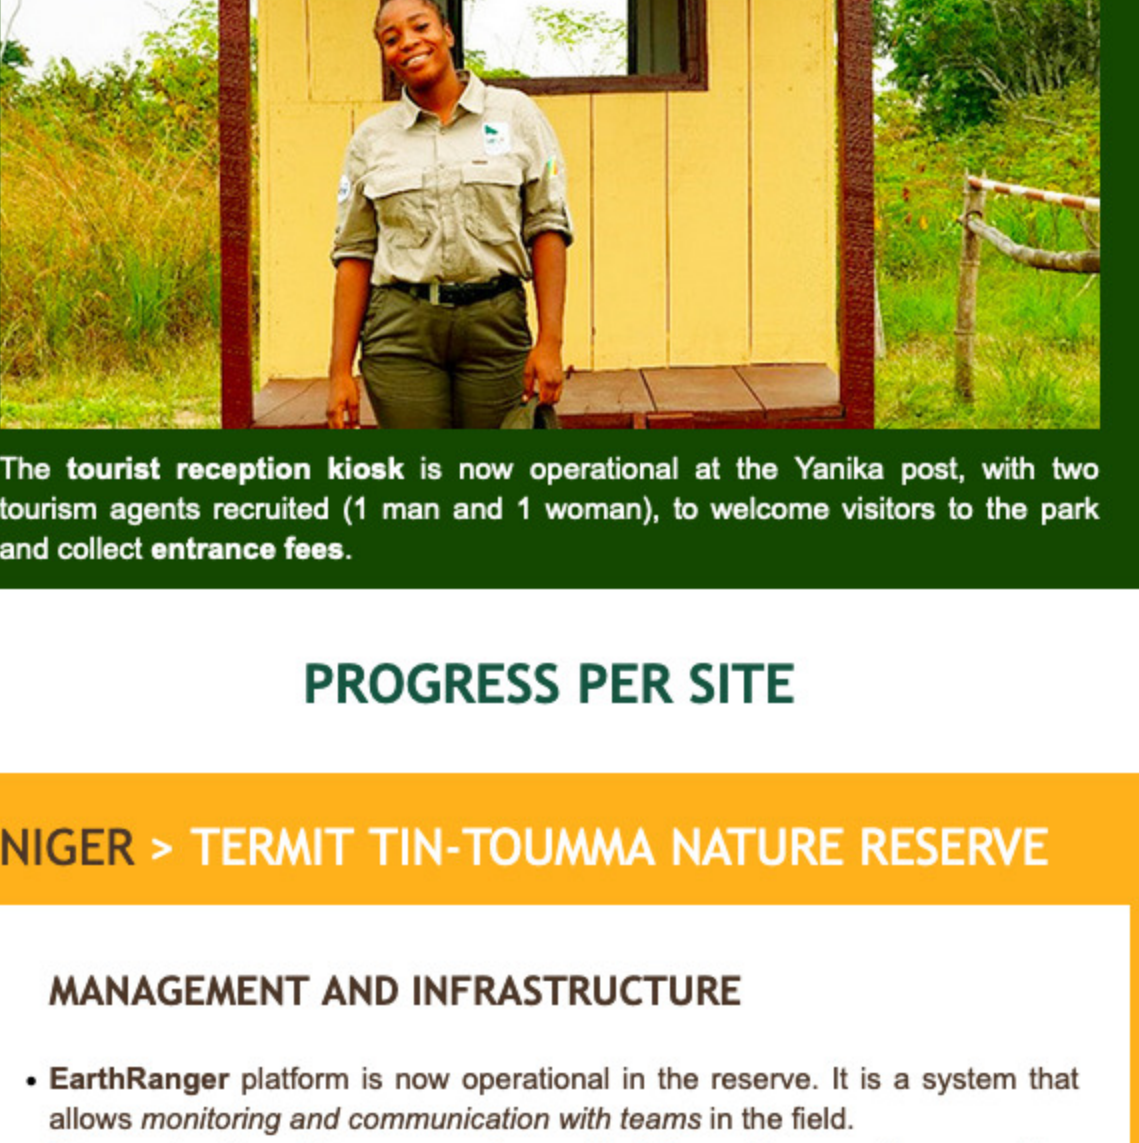 The tourist reception kiosk is now operational at the Yanika post, with two
tourism agents recruited (1 man and 1 woman), to welcome visitors to the park
and collect entrance fees.
PROGRESS PER SITE
NIGER > TERMIT TIN-TOUMMA NATURE RESERVE
MANAGEMENT AND INFRASTRUCTURE
• EarthRanger platform is now operational in the reserve. It is a system that
allows monitoring and communication with teams in the field.